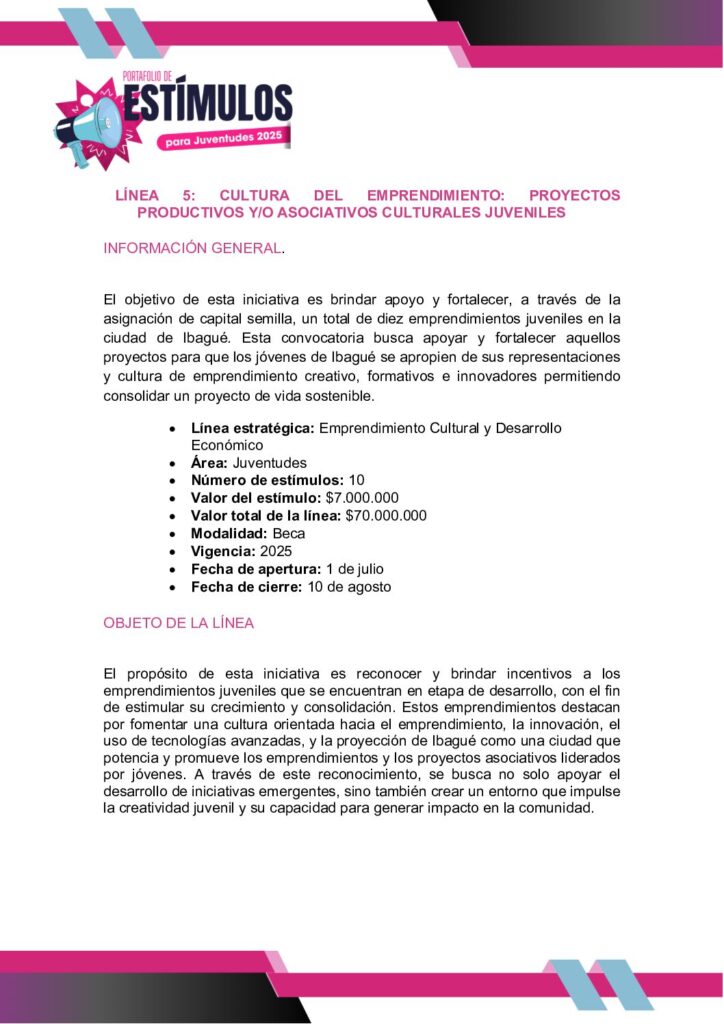 PORTAFOLIO DE
ESTÍMULOS
para Juventudes 2025
LÍNEA 5: CULTURA DEL EMPRENDIMIENTO: PROYECTOS
PRODUCTIVOS Y/O ASOCIATIVOS CULTURALES JUVENILES
INFORMACIÓN GENERAL.
El objetivo de esta iniciativa es brindar apoyo y fortalecer, a través de la
asignación de capital semilla, un total de diez emprendimientos juveniles en la
ciudad de Ibagué. Esta convocatoria busca apoyar y fortalecer aquellos
proyectos para que los jóvenes de Ibagué se apropien de sus representaciones
y cultura de emprendimiento creativo, formativos e innovadores permitiendo
consolidar un proyecto de vida sostenible.
• Línea estratégica: Emprendimiento Cultural y Desarrollo
Económico
• Área: Juventudes
• Número de estímulos: 10
• Valor del estímulo: $7.000.000
• Valor total de la línea: $70.000.000
• Modalidad: Beca
• Vigencia: 2025
• Fecha de apertura: 1 de julio
• Fecha de cierre: 10 de agosto
OBJETO DE LA LÍNEA
El propósito de esta iniciativa es reconocer y brindar incentivos a los
emprendimientos juveniles que se encuentran en etapa de desarrollo, con el fin
de estimular su crecimiento y consolidación. Estos emprendimientos destacan
por fomentar una cultura orientada hacia el emprendimiento, la innovación, el
uso de tecnologías avanzadas, y la proyección de Ibagué como una ciudad que
potencia y promueve los emprendimientos y los proyectos asociativos liderados
por jóvenes. A través de este reconocimiento, se busca no solo apoyar el
desarrollo de iniciativas emergentes, sino también crear un entorno que impulse
la creatividad juvenil y su capacidad para generar impacto en la comunidad.